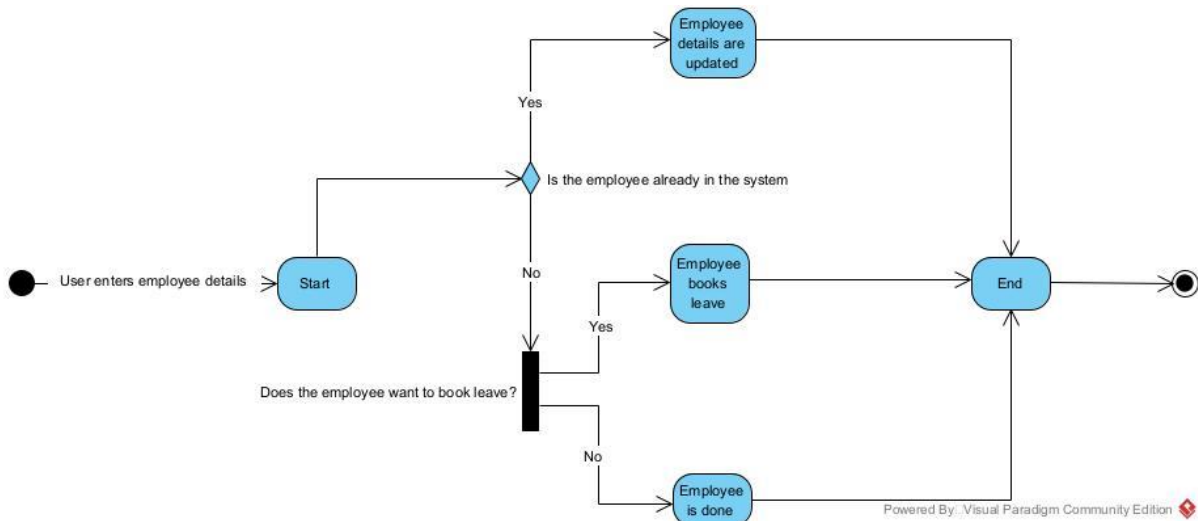 Employee
details are
updated
Yes
Is the employee already in the system
User enters employee details
Start
No
Employee
books
leave
End
Yes
Does the employee want to book leave?
No
Employee
is done
Powered By Visual Paradigm Community Edition